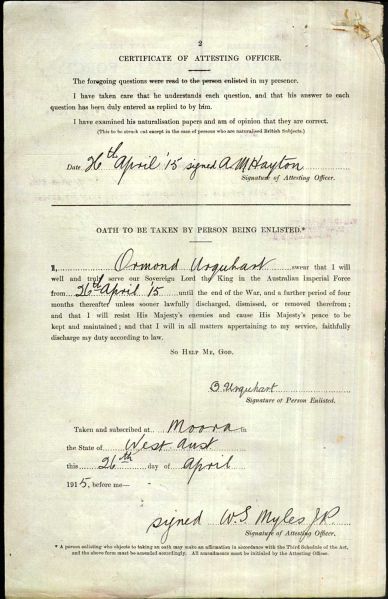 2
CERTIFICATE OF ATTESTING OFFICER.
The foregoing questions were read to the person enlisted in my presence.
I have taken care that he understands each question, and that his answer to each
question has been duly entered as replied to by him.
I have examined his naturalisation papers and am of opinion that they are correct.
(This to be struck out except in the case of persons who are naturalised British Subjects.)
Date 26th April '15 signed A M Hayton
Signature of Attesting Officer.
OATH TO BE TAKEN BY PERSON BEING ENLISTED.*
I, Ormond Urquhart swear that I will
well and truly serve our Sovereign Lord the King in the Australian Imperial Force
from 26th April '15 until the end of the War, and a further period of four
months thereafter unless sooner lawfully discharged, dismissed, or removed therefrom;
and that I will resist His Majesty's enemies and cause His Majesty's peace to be
kept and maintained; and that I will in all matters appertaining to my service, faithfully
discharge my duty according to law.
SO HELP ME, GOD.
O Urquhart
Signature of Person Enlisted.
Taken and subscribed at Moora in
the State of West Aust
this 26th day of April
1915, before me—
signed W.S. Myles J.P.
Signature of Attesting Officer.
* A person enlisting who objects to taking an oath may make an affirmation in accordance with the Third Schedule of the Act,
and the above form must be amended accordingly. All amendments must be initialled by the Attesting Officer.